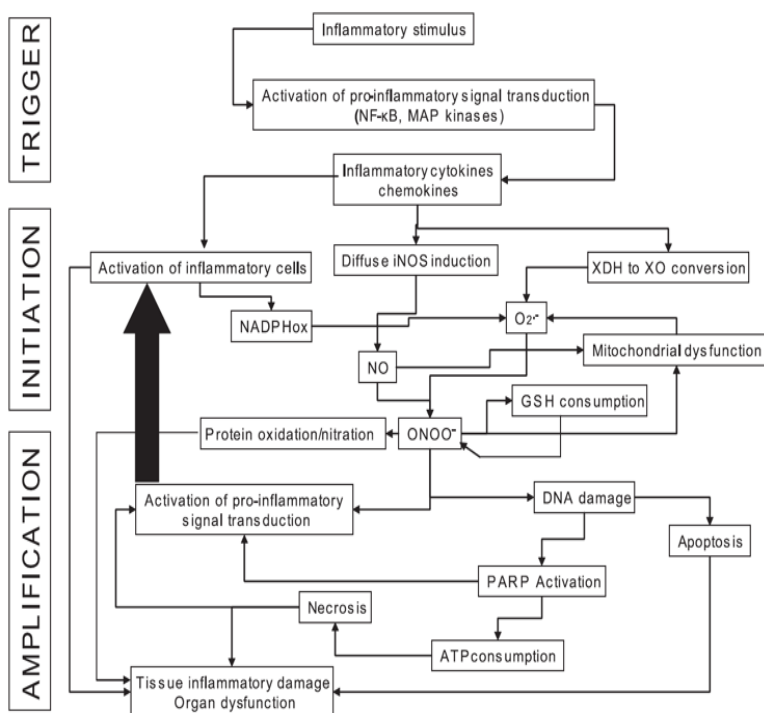 TRIGGER
Inflammatory stimulus
Activation of pro-inflammatory signal transduction
(NF-κB, MAP kinases)
Inflammatory cytokines
chemokines
INITIATION
Activation of inflammatory cells
Diffuse iNOS induction
XDH to XO conversion
NADPHox
O2·-
NO
Mitochondrial dysfunction
GSH consumption
Protein oxidation/nitration
ONOO-
AMPLIFICATION
Activation of pro-inflammatory
signal transduction
DNA damage
Apoptosis
PARP Activation
Necrosis
ATP consumption
Tissue inflammatory damage
Organ dysfunction